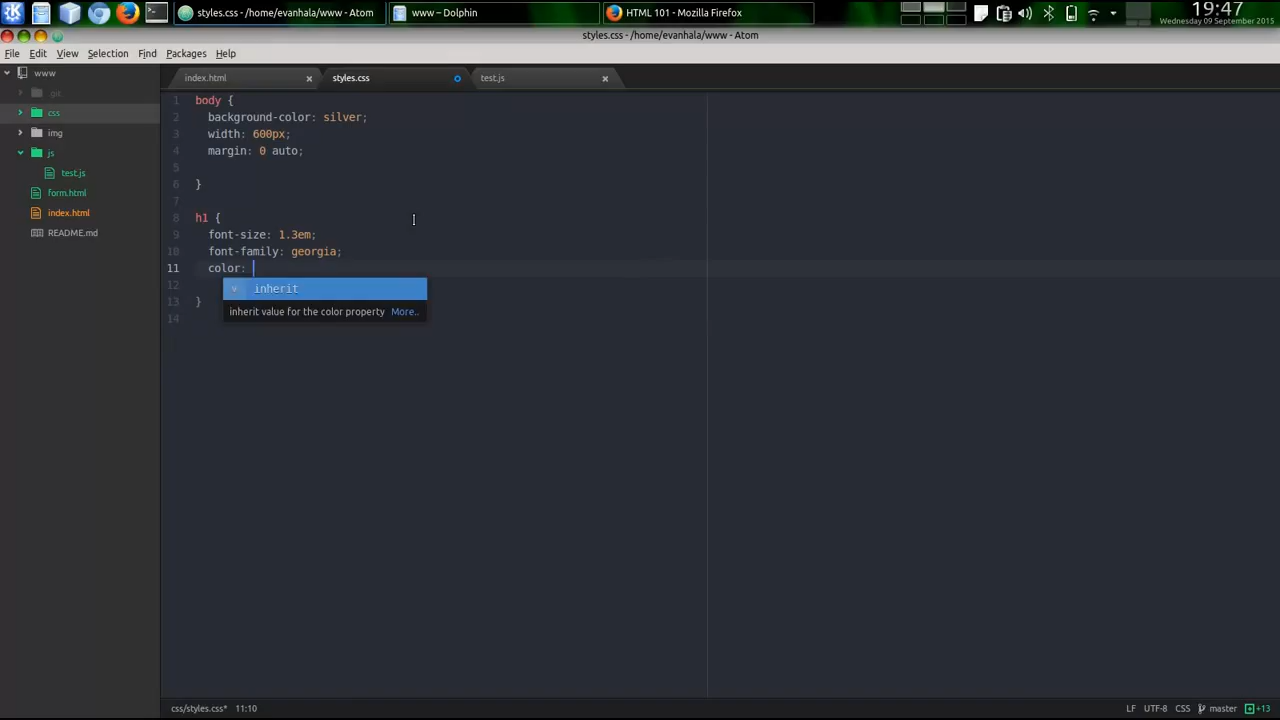 styles.css - /home/evanhala/www - Atom
www – Dolphin
HTML 101 - Mozilla Firefox
19:47
Wednesday 09 September 2015
styles.css - /home/evanhala/www - Atom
File Edit View Selection Find Packages Help
www
.git
css
img
js
test.js
form.html
index.html
README.md
index.html
styles.css
test.js
1 body {
2 background-color: silver;
3 width: 600px;
4 margin: 0 auto;
5
6 }
7
8 h1 {
9 font-size: 1.3em;
10 font-family: georgia;
11 color:
v inherit
inherit value for the color property More..
12
13 }
14
css/styles.css* 11:10
LF UTF-8 CSS master +13